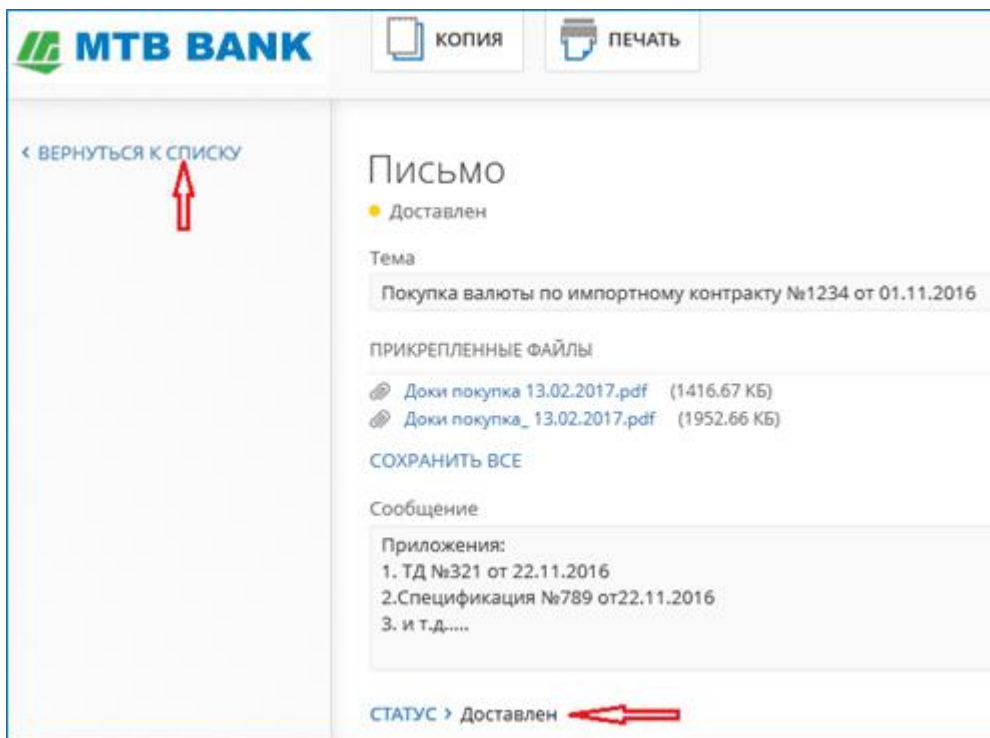 MTB BANK
КОПИЯ
ПЕЧАТЬ
‹ ВЕРНУТЬСЯ К СПИСКУ
Письмо
Доставлен
Тема
Покупка валюты по импортному контракту №1234 от 01.11.2016
ПРИКРЕПЛЕННЫЕ ФАЙЛЫ
Доки покупка 13.02.2017.pdf (1416.67 КБ)
Доки покупка_ 13.02.2017.pdf (1952.66 КБ)
СОХРАНИТЬ ВСЕ
Сообщение
Приложения:
1. ТД №321 от 22.11.2016
2.Спецификация №789 от22.11.2016
3. и т.д.....
СТАТУС › Доставлен